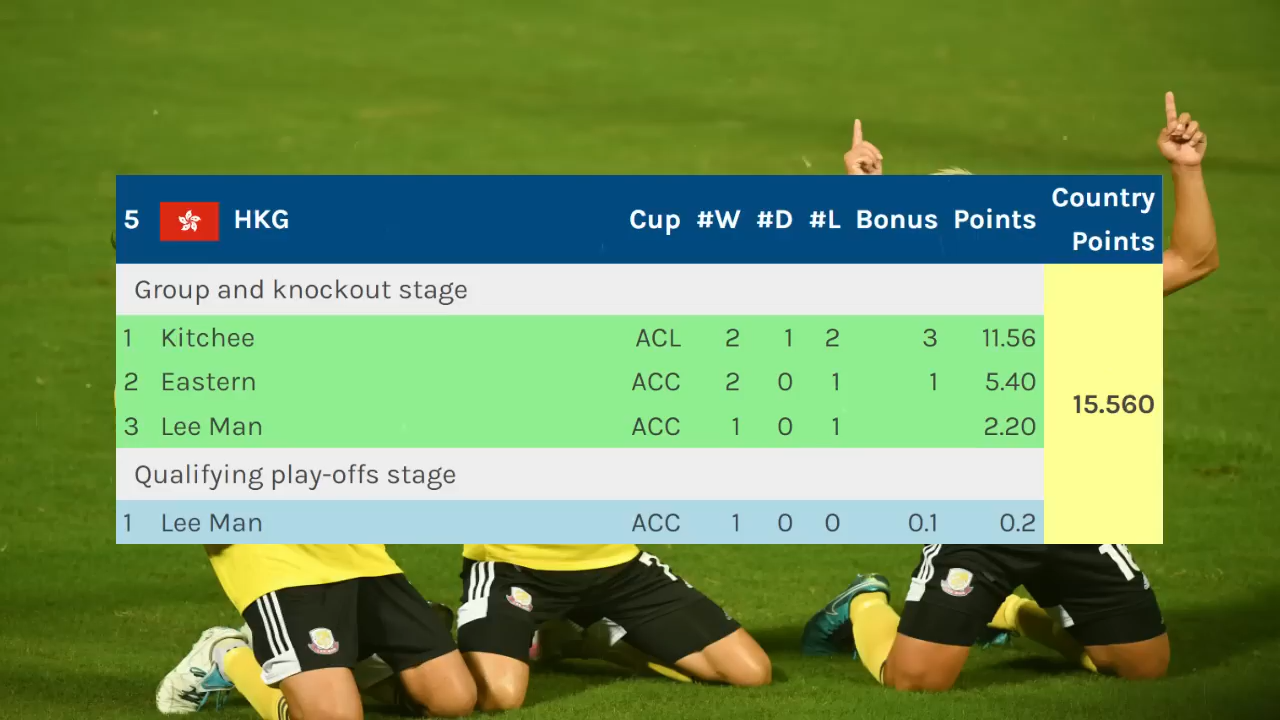 5 HKG Cup #W #D #L Bonus Points Country Points
Group and knockout stage
1 Kitchee ACL 2 1 2 3 11.56
2 Eastern ACC 2 0 1 1 5.40
3 Lee Man ACC 1 0 1 2.20
15.560
Qualifying play-offs stage
1 Lee Man ACC 1 0 0 0.1 0.2